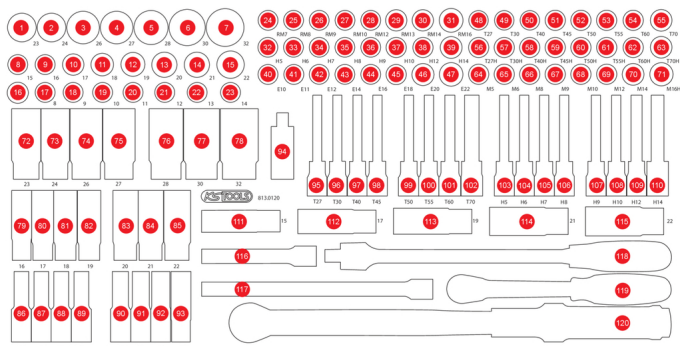 1 2 3 4 5 6 7
23 24 26 27 28 30 32
24 25 26 27 28 29 30 31 48 49 50 51 52 53 54 55
RM7 RM8 RM9 RM10 RM12 RM13 RM14 RM16 T27 T30 T40 T45 T50 T55 T60 T70
32 33 34 35 36 37 38 39 56 57 58 59 60 61 62 63
H5 H6 H7 H8 H9 H10 H12 H14 T27H T30H T40H T45H T50H T55H T60H T70H
8 9 10 11 12 13 14 15
15 16 17 18 19 20 21 22
40 41 42 43 44 45 46 47 64 65 66 67 68 69 70 71
E10 E11 E12 E14 E16 E18 E20 E22 M5 M6 M8 M9 M10 M12 M14 M16H
16 17 18 19 20 21 22 23
8 9 10 11 12 13 14
72 73 74 75 76 77 78
23 24 26 27 28 30 32
94
95 96 97 98 99 100 101 102 103 104 105 106 107 108 109 110
T27 T30 T40 T45 T50 T55 T60 T70 H5 H6 H7 H8 H9 H10 H12 H14
KSTOOLS 813.0120
79 80 81 82 83 84 85
16 17 18 19 20 21 22
111 15 112 17 113 19 114 21 115 22
116 118
117 119
86 87 88 89 90 91 92 93
120